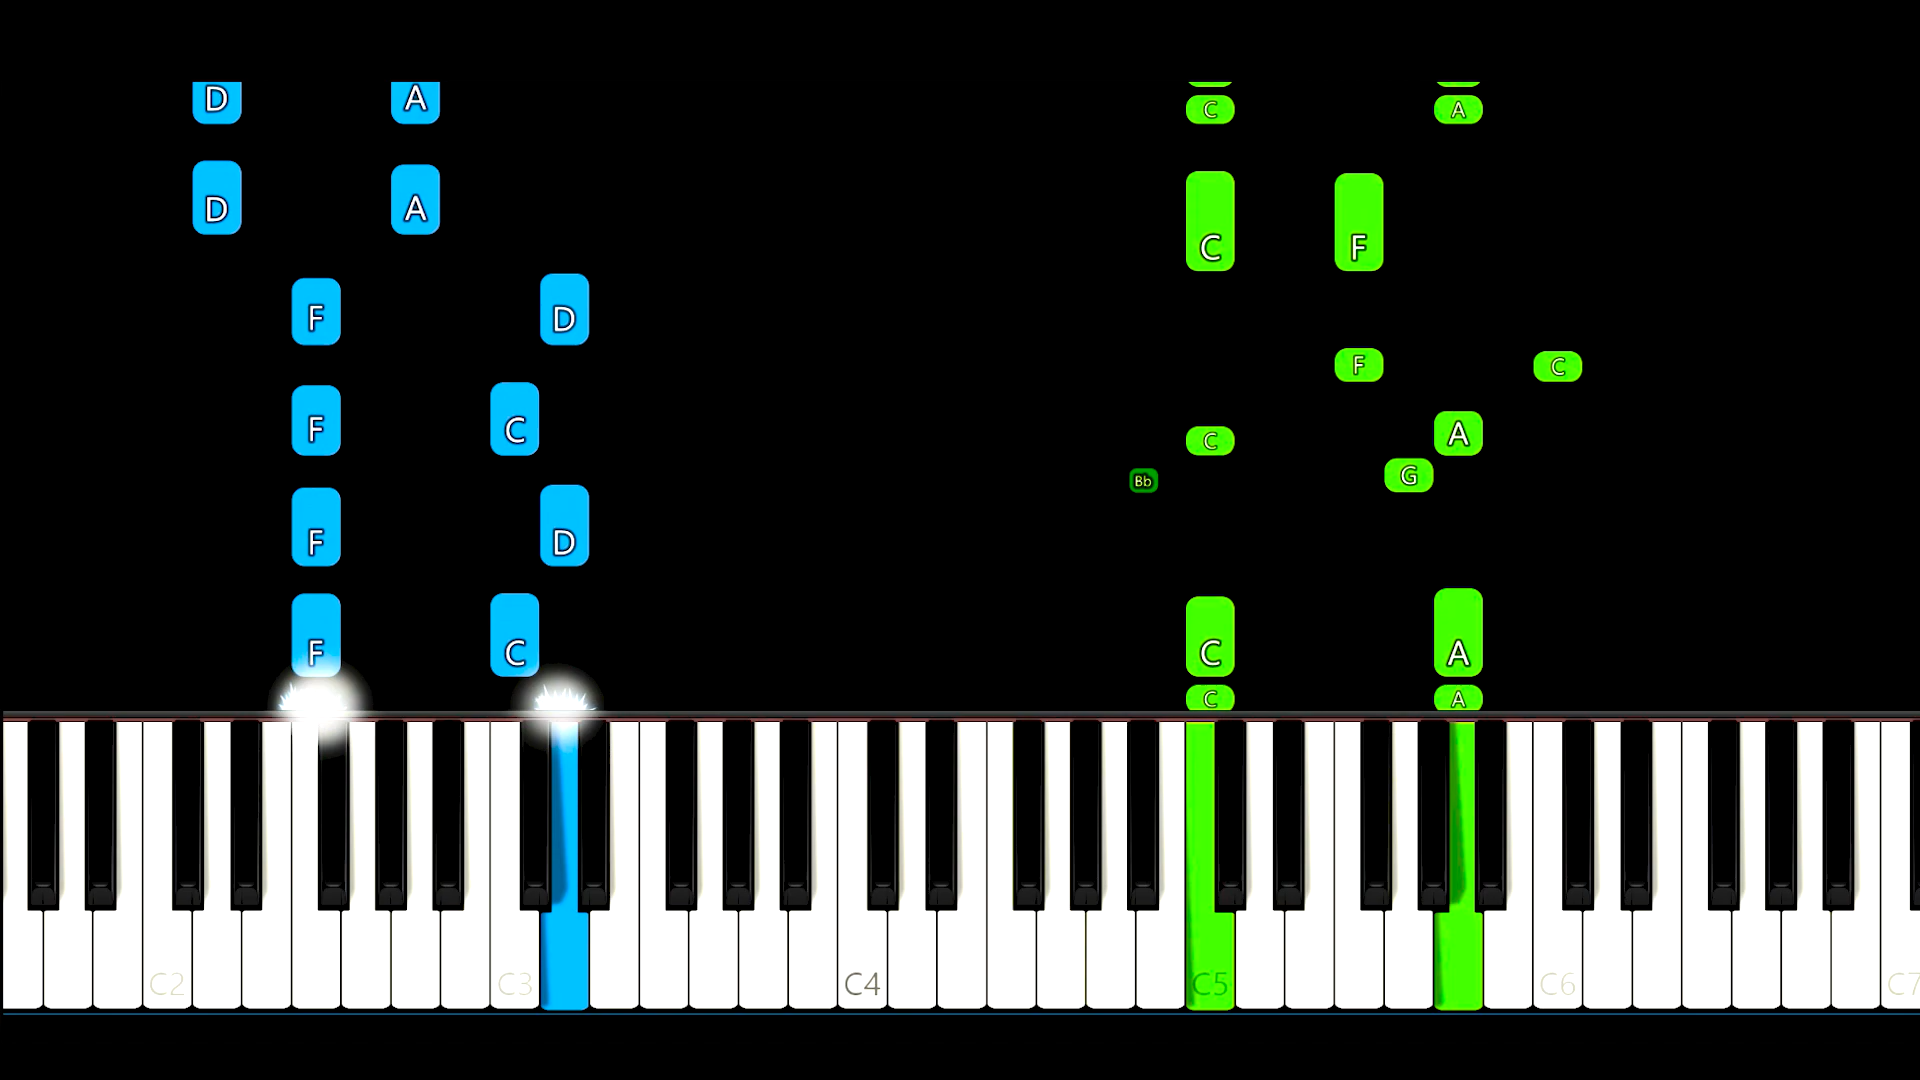 D A
C A
D A
C F
F D
F C
F C
C A
Bb G
F D
F C C A
C A
C2 C3 C4 C5 C6 C7